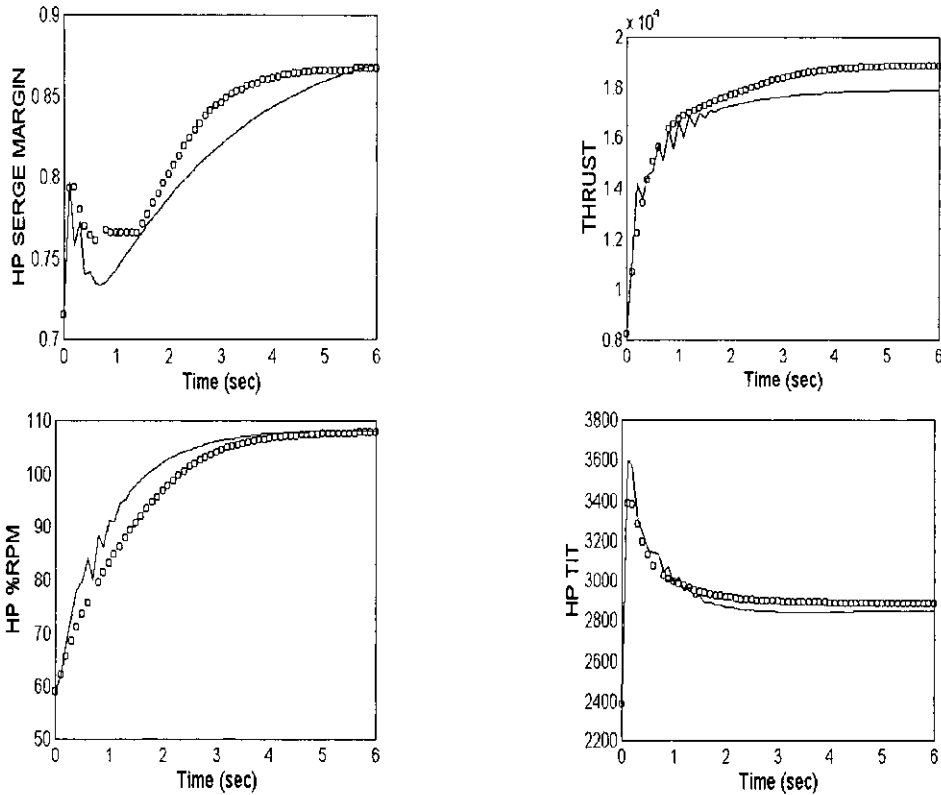 HP SERGE MARGIN
0.9
0.85
0.8
0.75
0.7
0 1 2 3 4 5 6
Time (sec)
THRUST
2 x 10^4
1.8
1.6
1.4
1.2
1
0.8
0 1 2 3 4 5 6
Time (sec)
HP %RPM
110
100
90
80
70
60
50
0 1 2 3 4 5 6
Time (sec)
HP TIT
3800
3600
3400
3200
3000
2800
2600
2400
2200
0 1 2 3 4 5 6
Time (sec)